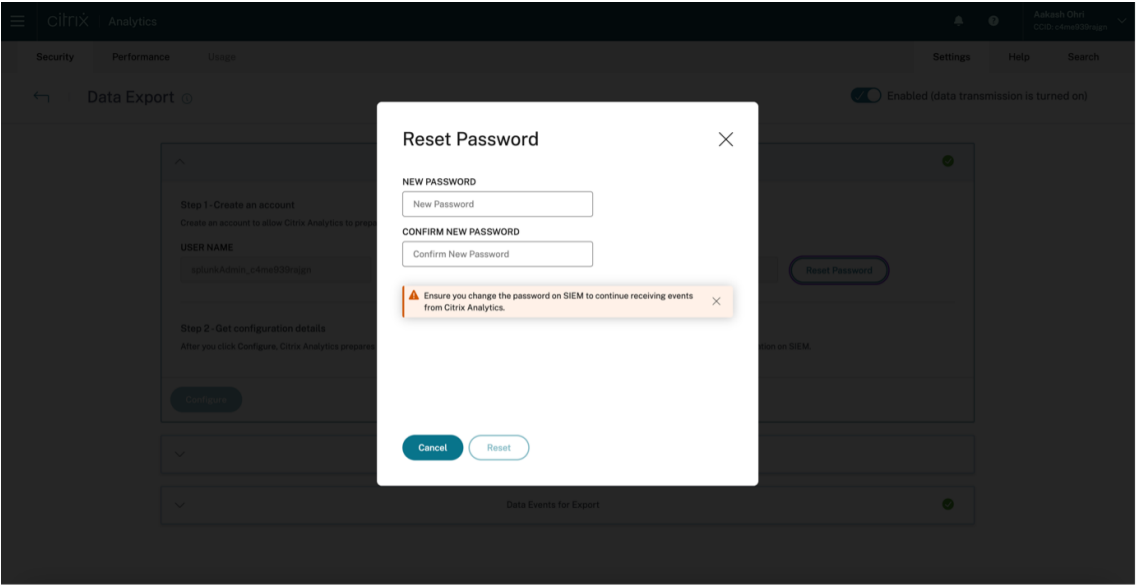 citrix Analytics
Aakash Ohri
Security Performance Usage Settings Help Search
Data Export Enabled (data transmission is turned on)
Reset Password
NEW PASSWORD
New Password
CONFIRM NEW PASSWORD
Confirm New Password
Ensure you change the password on SIEM to continue receiving events
from Citrix Analytics.
Cancel Reset
Step 1 - Create an account
Create an account to allow Citrix Analytics to prepa
USER NAME
Reset Password
Step 2 - Get configuration details
After you click Configure, Citrix Analytics prepares
ation on SIEM.
Configure
Data Events for Export